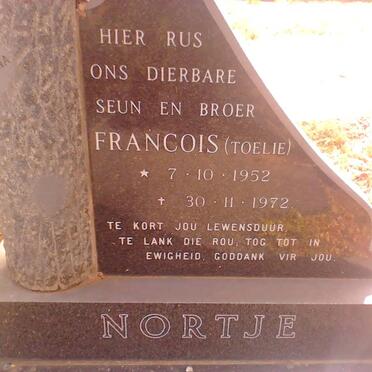 HIER RUS
ONS DIERBARE
SEUN EN BROER
FRANCOIS (TOELIE)
★ 7·10·1952
✝ 30·11·1972
TE KORT JOU LEWENSDUUR,
TE LANK DIE ROU, TOG TOT IN
EWIGHEID, GODDANK VIR JOU.
NORTJE